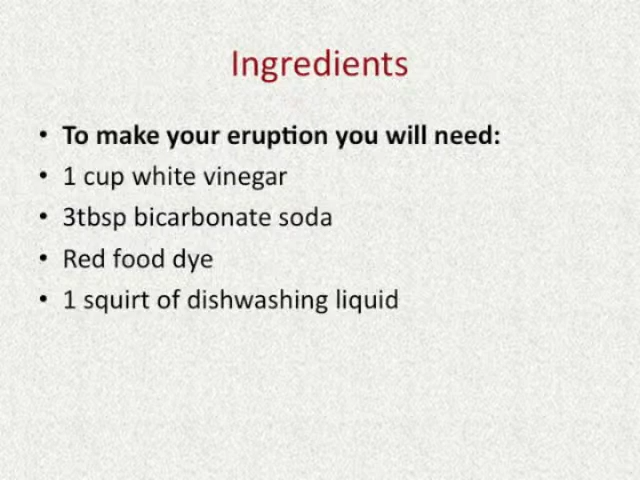 Ingredients
• To make your eruption you will need:
• 1 cup white vinegar
• 3tbsp bicarbonate soda
• Red food dye
• 1 squirt of dishwashing liquid